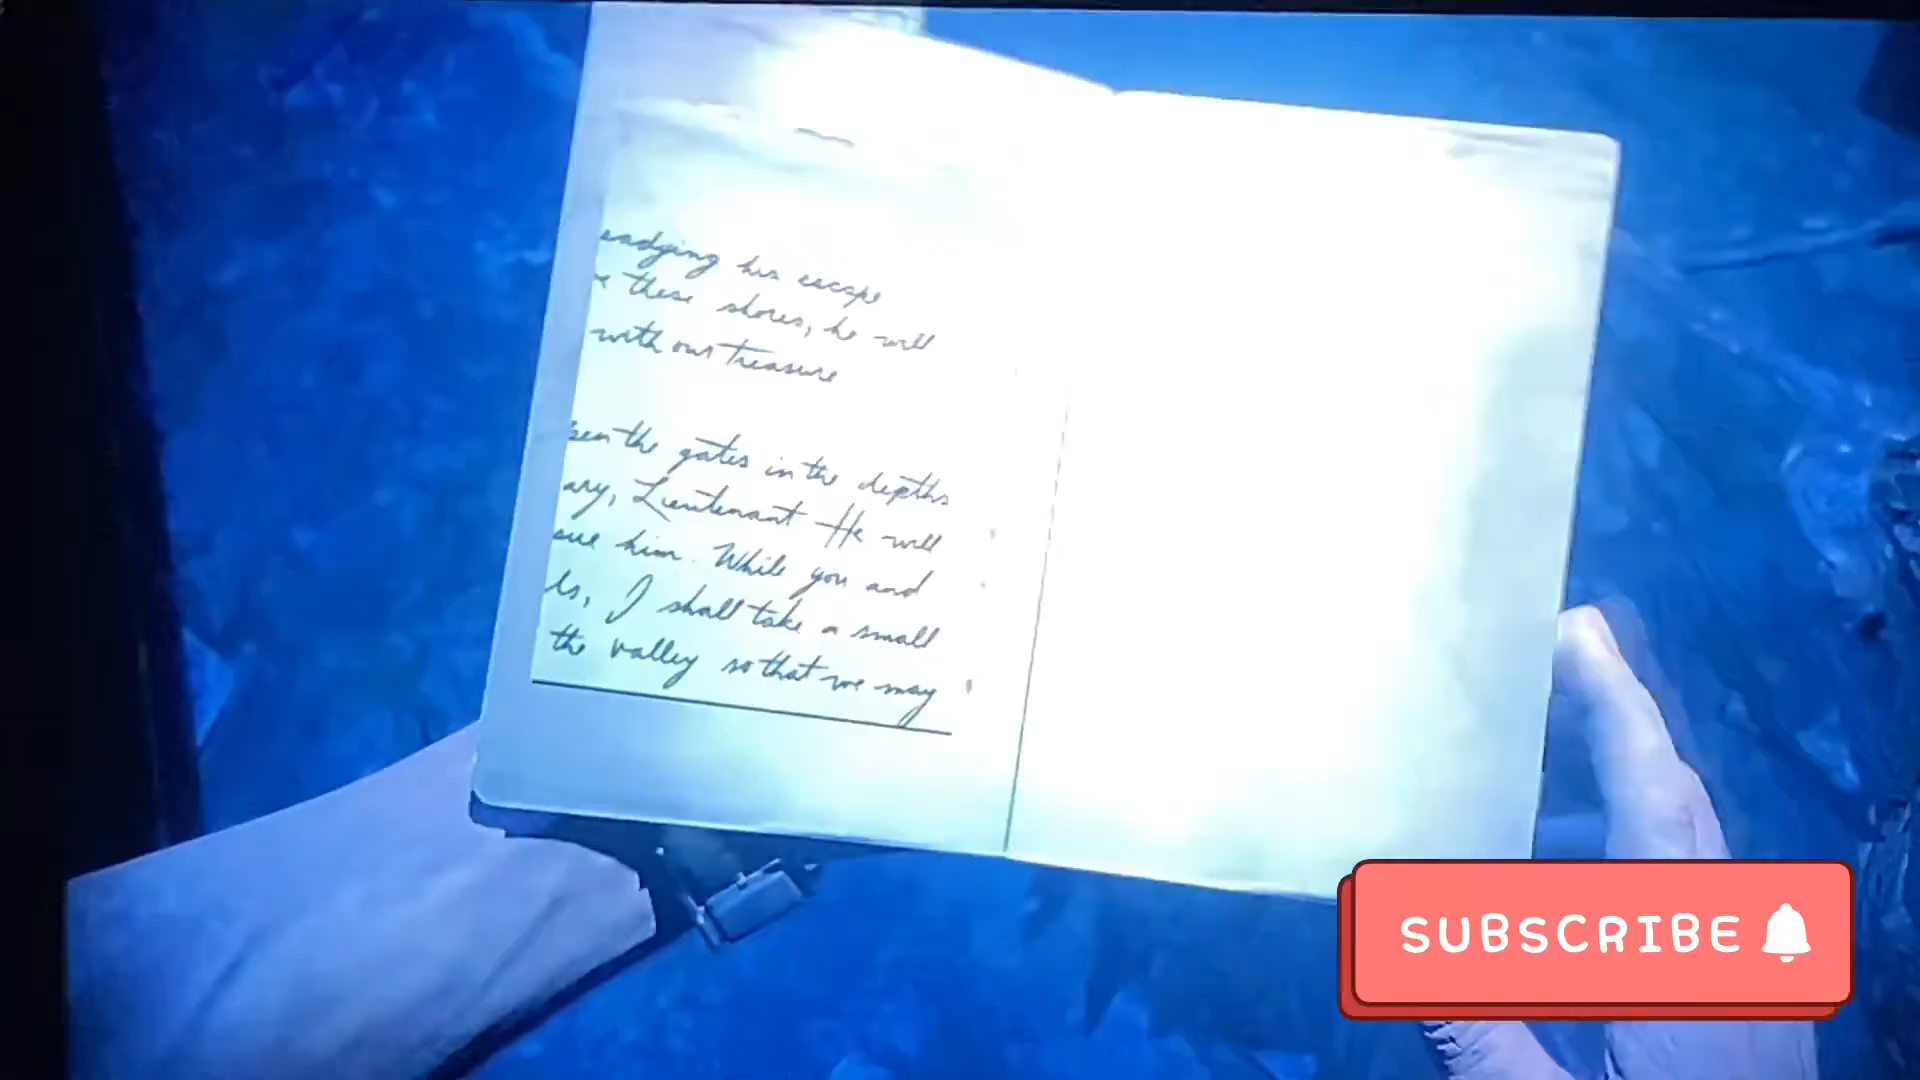 his escape
these shores, he will
with our treasure
the gates in the depths
Lieutenant He will
him. While you and
I shall take a small
the valley so that we may
SUBSCRIBE